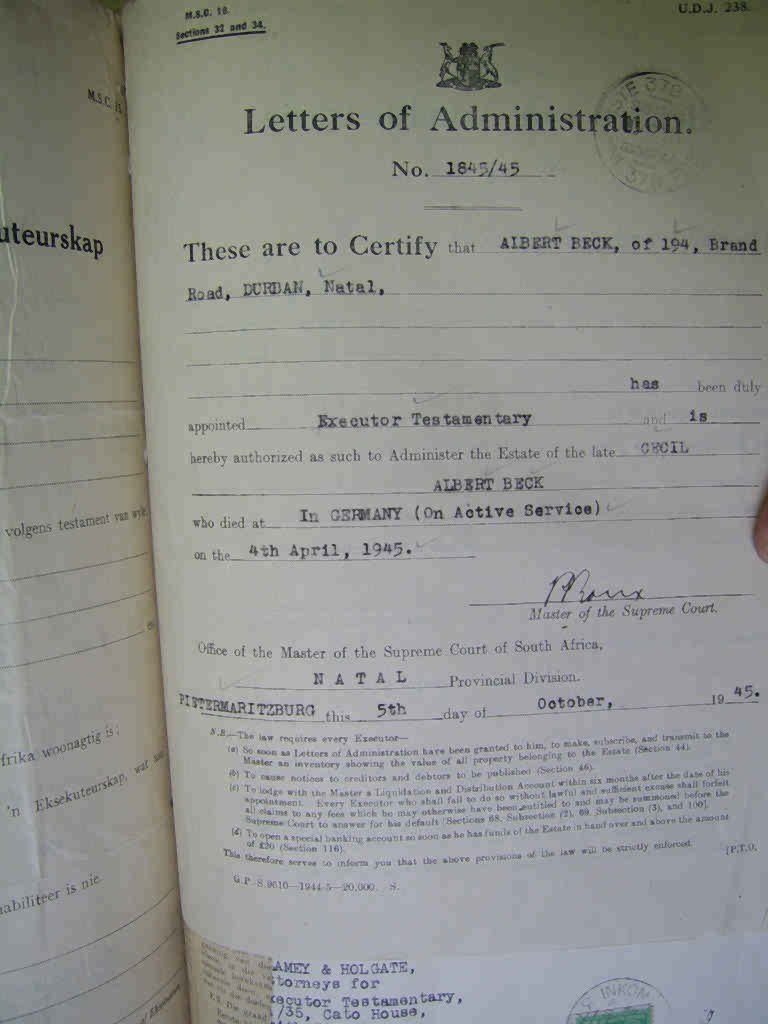 M.S.C. 18.
Sections 32 and 34.
U.D.J. 238.
Letters of Administration.
No. 1845/45
These are to Certify that AlBERT BECK, of 194, Brand
Road, DURBAN, Natal,
has been duly
appointed Executor Testamentary and is
hereby authorized as such to Administer the Estate of the late CECIL
ALBERT BECK
who died at In GERMANY (On Active Service)
on the 4th April, 1945.
Master of the Supreme Court.
Office of the Master of the Supreme Court of South Africa,
NATAL Provincial Division.
PIETERMARITZBURG this 5th day of October, 1945.
N.B.—The law requires every Executor—
(a) So soon as Letters of Administration have been granted to him, to make, subscribe, and transmit to the
Master an inventory showing the value of all property belonging to the Estate (Section 44).
(b) To cause notices to creditors and debtors to be published (Section 46).
(c) To lodge with the Master a Liquidation and Distribution Account within six months after the date of his
appointment. Every Executor who shall fail to do so without lawful and sufficient excuse shall forfeit
all claims to any fees which he may otherwise have been entitled to and may be summoned before the
Supreme Court to answer for his default [Sections 68, Subsection (2), 69, Subsection (3), and 100].
(d) To open a special banking account so soon as he has funds of the Estate in hand over and above the amount
of £20 (Section 116).
This therefore serves to inform you that the above provisions of the law will be strictly enforced.
[P.T.O.
G.P.-S.9610—1944-5—20,000. S.
AMEY & HOLGATE,
torneys for
ecutor Testamentary,
/35, Cato House,
INKOM
M.S.C. 18
uteurskap
volgens testament van wyle
frika woonagtig is;
'n Eksekuteurskap, wat
habiliteer is nie.